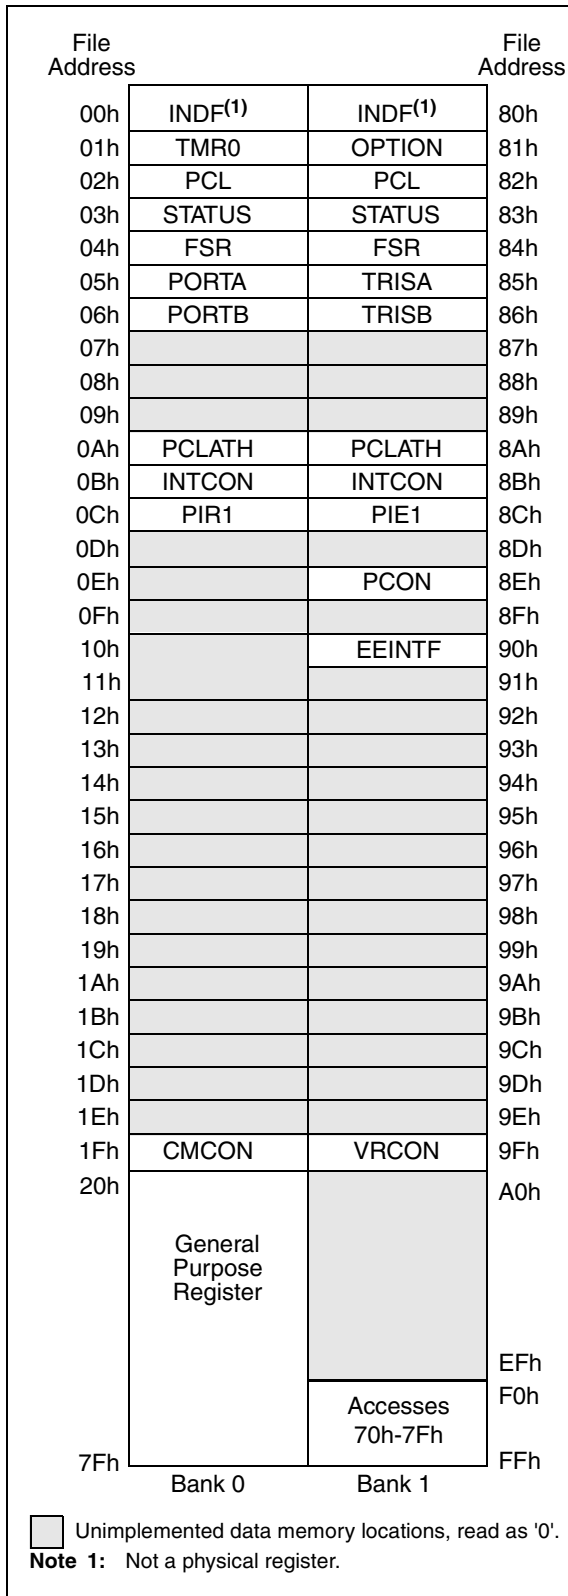 File Address File Address
00h INDF(1) INDF(1) 80h
01h TMR0 OPTION 81h
02h PCL PCL 82h
03h STATUS STATUS 83h
04h FSR FSR 84h
05h PORTA TRISA 85h
06h PORTB TRISB 86h
07h 87h
08h 88h
09h 89h
0Ah PCLATH PCLATH 8Ah
0Bh INTCON INTCON 8Bh
0Ch PIR1 PIE1 8Ch
0Dh 8Dh
0Eh PCON 8Eh
0Fh 8Fh
10h EEINTF 90h
11h 91h
12h 92h
13h 93h
14h 94h
15h 95h
16h 96h
17h 97h
18h 98h
19h 99h
1Ah 9Ah
1Bh 9Bh
1Ch 9Ch
1Dh 9Dh
1Eh 9Eh
1Fh CMCON VRCON 9Fh
20h A0h
General
Purpose
Register
EFh
F0h
Accesses
70h-7Fh
7Fh FFh
Bank 0 Bank 1
Unimplemented data memory locations, read as '0'.
Note 1: Not a physical register.